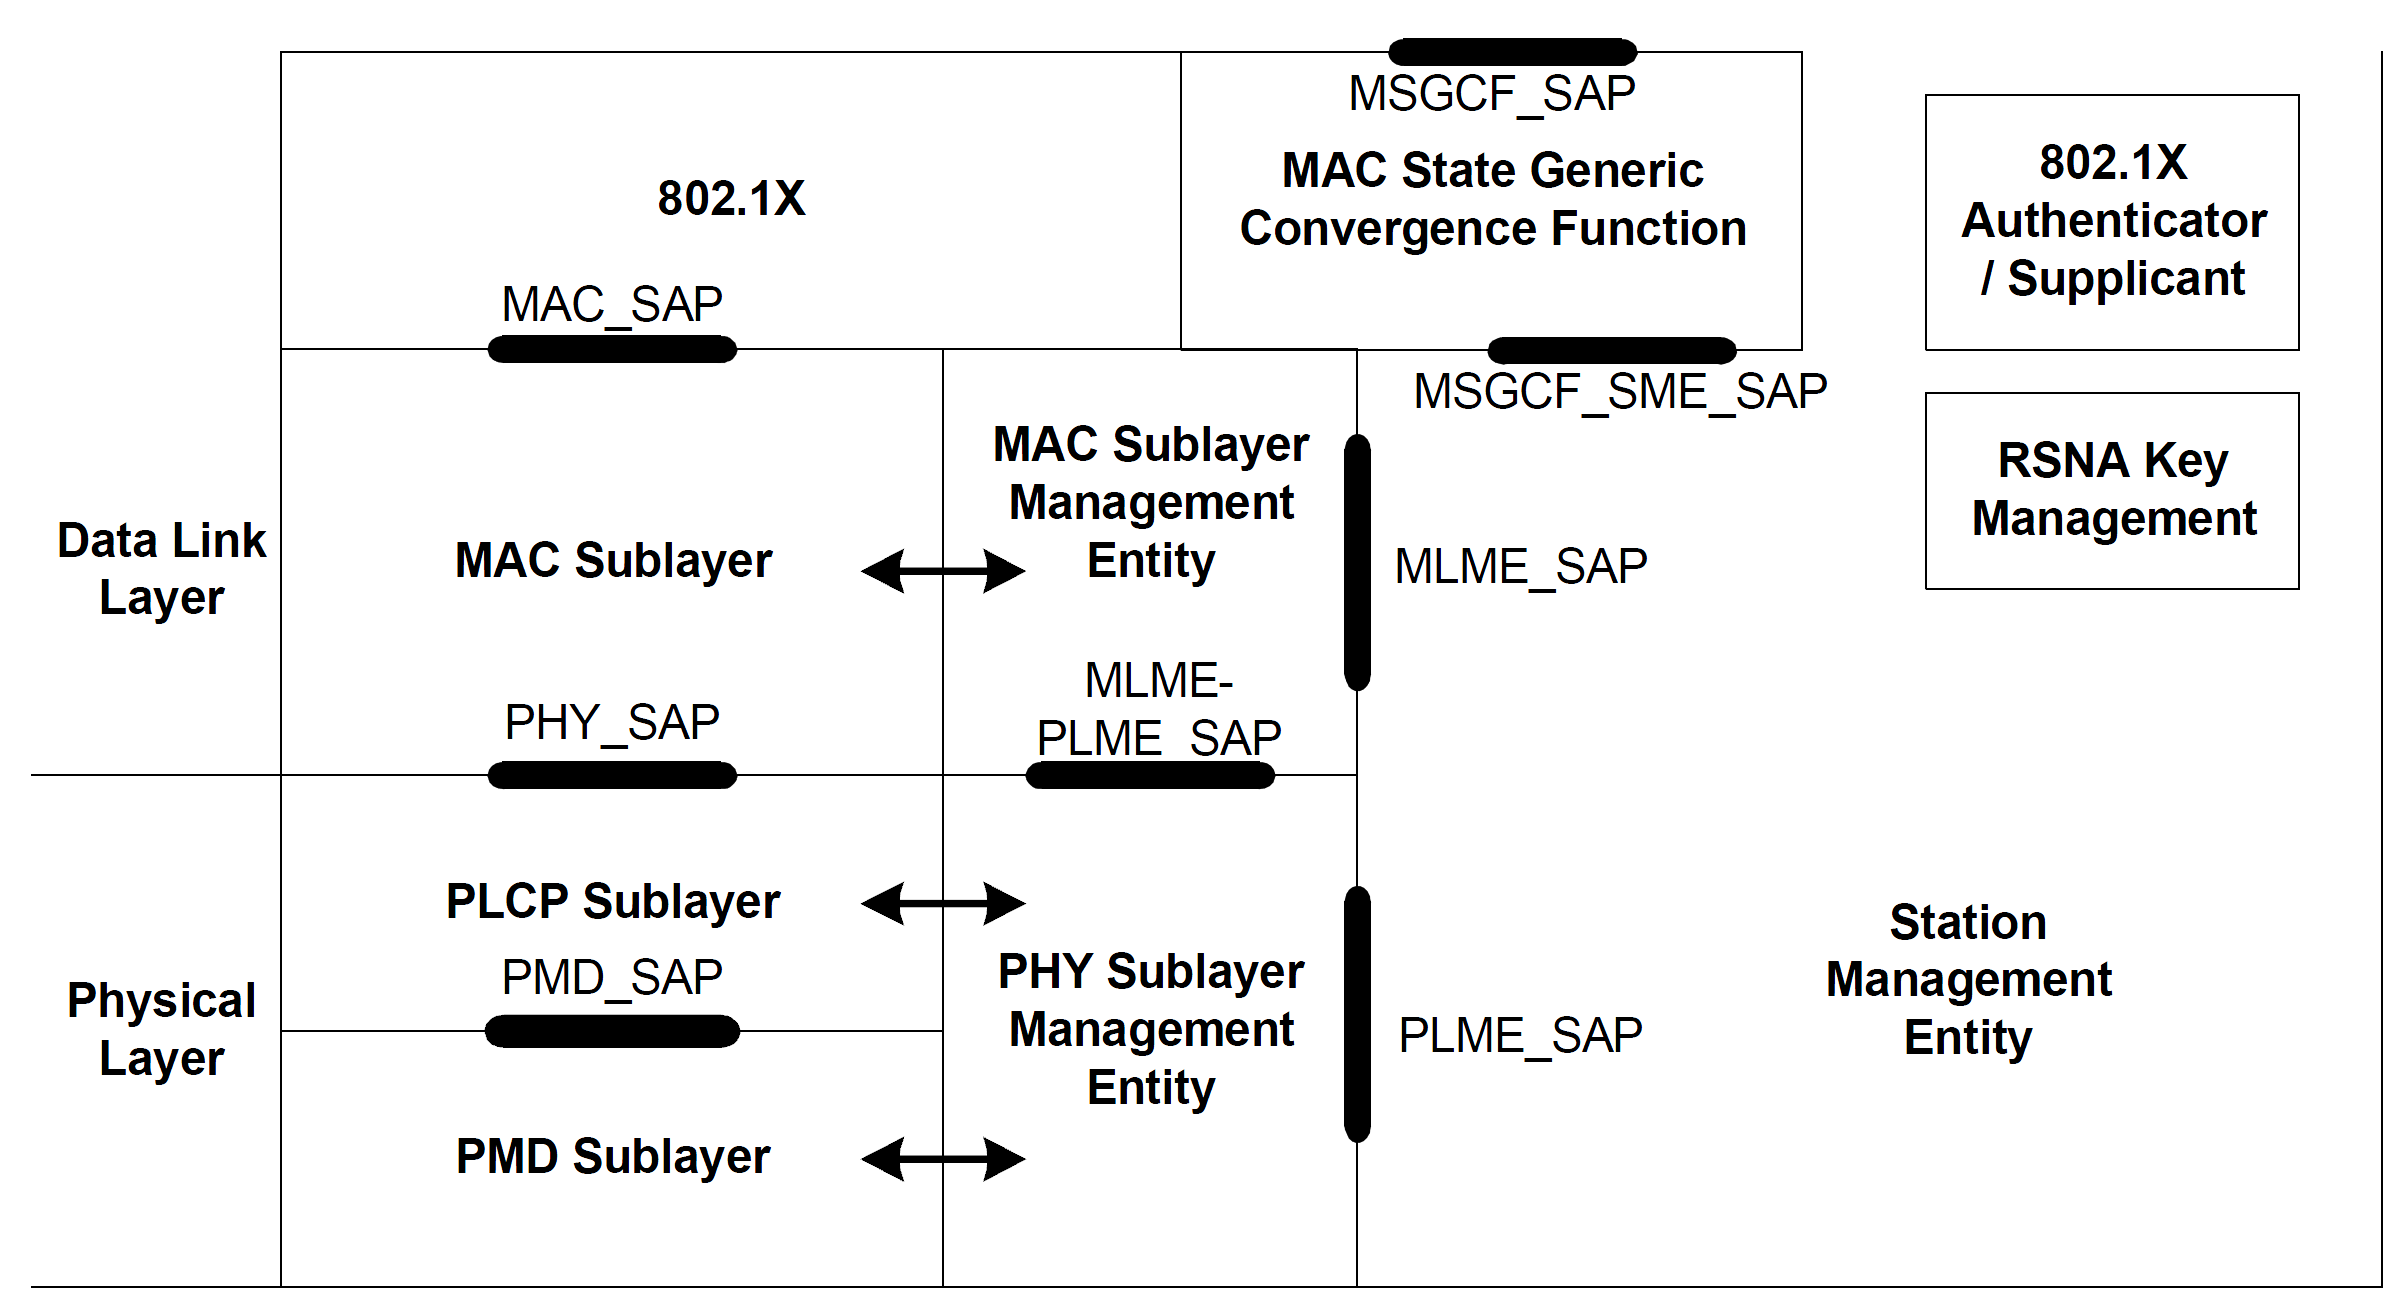 MSGCF_SAP
802.1X
MAC State Generic
Convergence Function
802.1X
Authenticator
/ Supplicant
MAC_SAP
MSGCF_SME_SAP
Data Link
Layer
MAC Sublayer
MAC Sublayer
Management
Entity
MLME_SAP
RSNA Key
Management
PHY_SAP
MLME-
PLME_SAP
Physical
Layer
PLCP Sublayer
PMD_SAP
PHY Sublayer
Management
Entity
PLME_SAP
Station
Management
Entity
PMD Sublayer